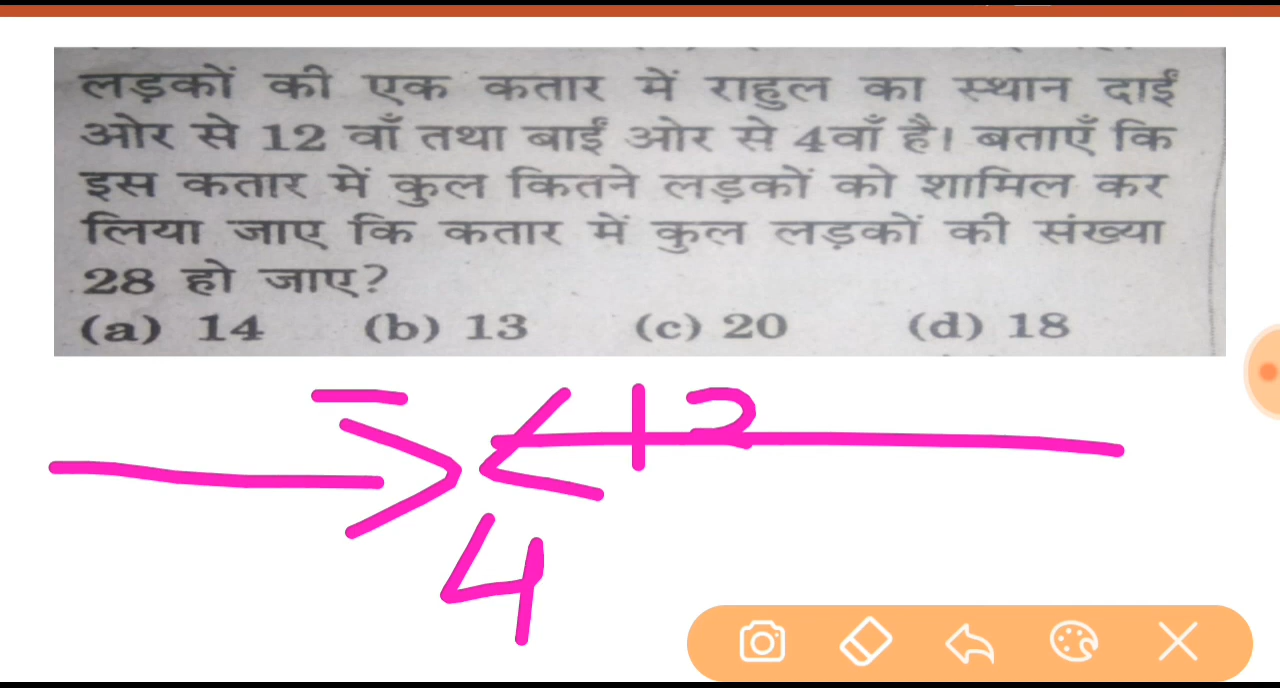 लड़कों की एक कतार में राहुल का स्थान दाईं
ओर से 12 वाँ तथा बाईं ओर से 4वाँ है। बताएँ कि
इस कतार में कुल कितने लड़कों को शामिल कर
लिया जाए कि कतार में कुल लड़कों की संख्या
28 हो जाए?
(a) 14 (b) 13 (c) 20 (d) 18
12
4